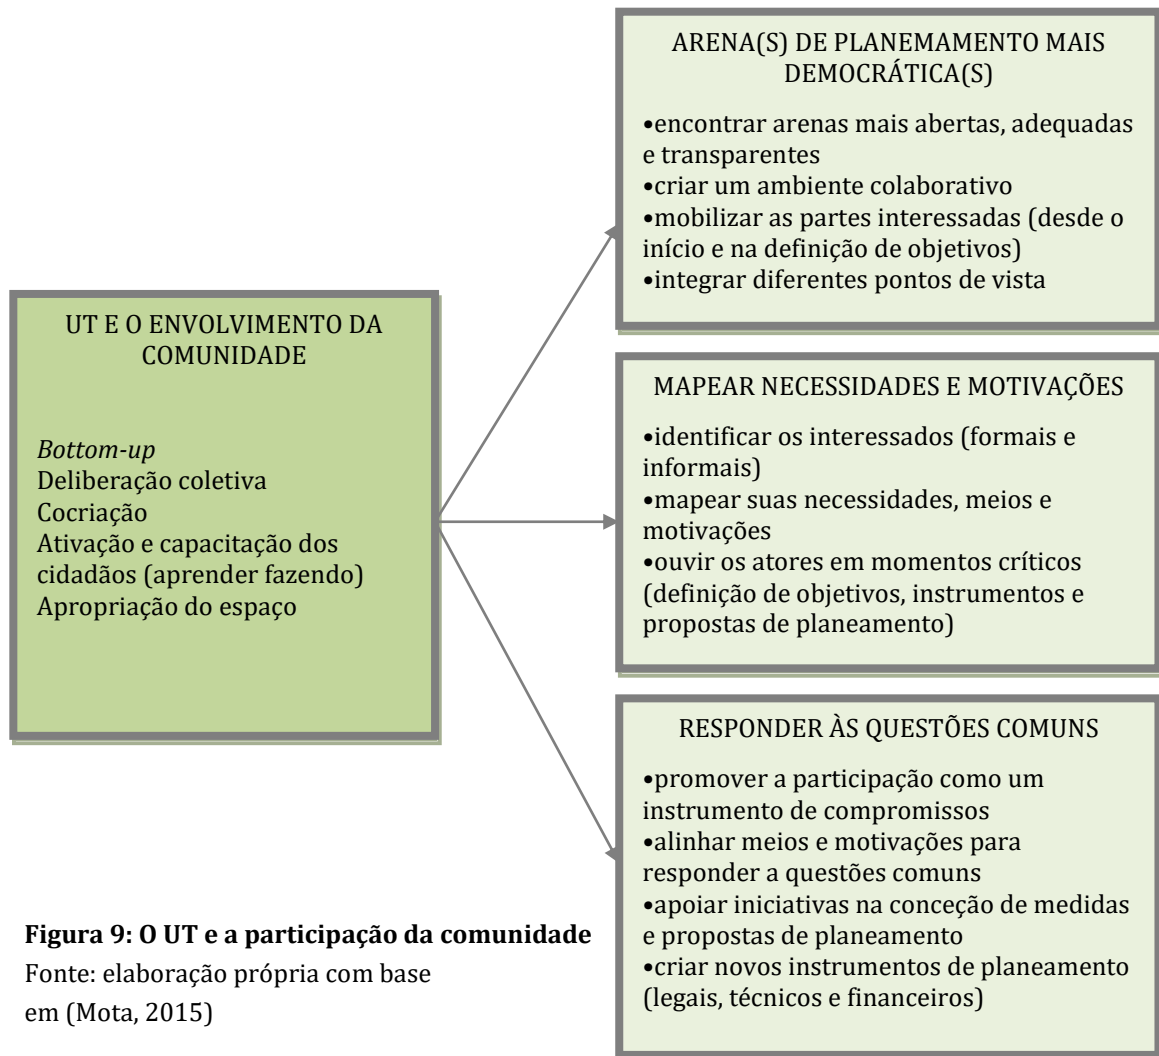 UT E O ENVOLVIMENTO DA
COMUNIDADE
Bottom-up
Deliberação coletiva
Cocriação
Ativação e capacitação dos
cidadãos (aprender fazendo)
Apropriação do espaço
ARENA(S) DE PLANEMAMENTO MAIS
DEMOCRÁTICA(S)
•encontrar arenas mais abertas, adequadas
e transparentes
•criar um ambiente colaborativo
•mobilizar as partes interessadas (desde o
início e na definição de objetivos)
•integrar diferentes pontos de vista
MAPEAR NECESSIDADES E MOTIVAÇÕES
•identificar os interessados (formais e
informais)
•mapear suas necessidades, meios e
motivações
•ouvir os atores em momentos críticos
(definição de objetivos, instrumentos e
propostas de planeamento)
RESPONDER ÀS QUESTÕES COMUNS
•promover a participação como um
instrumento de compromissos
•alinhar meios e motivações para
responder a questões comuns
•apoiar iniciativas na conceção de medidas
e propostas de planeamento
•criar novos instrumentos de planeamento
(legais, técnicos e financeiros)
Figura 9: O UT e a participação da comunidade
Fonte: elaboração própria com base
em (Mota, 2015)